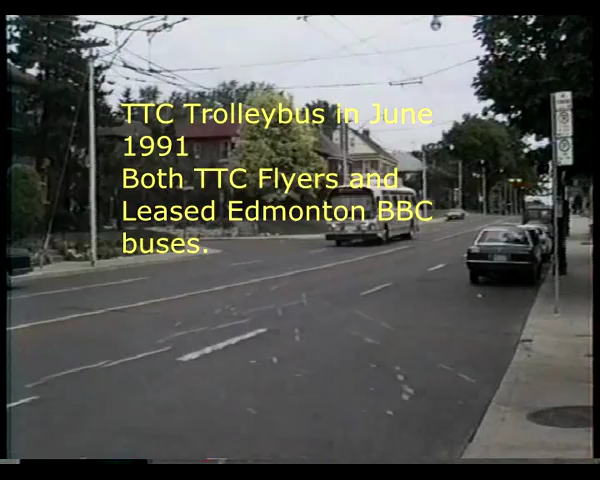 TTC Trolleybus in June
1991
Both TTC Flyers and
Leased Edmonton BBC
buses.